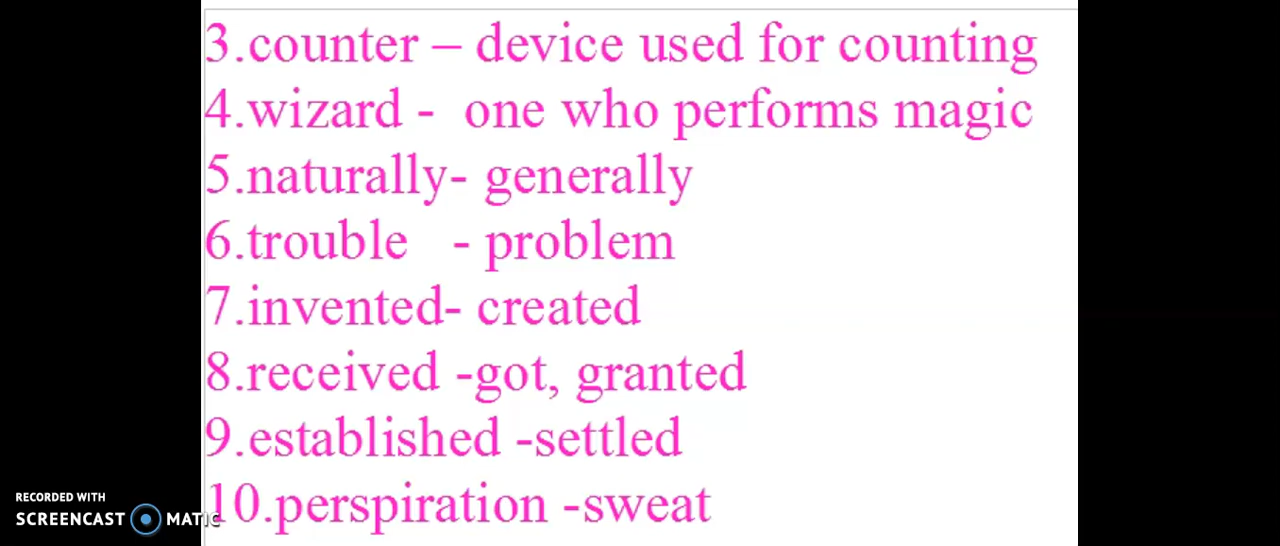 3.counter – device used for counting
4.wizard - one who performs magic
5.naturally- generally
6.trouble - problem
7.invented- created
8.received -got, granted
9.established -settled
10.perspiration -sweat
RECORDED WITH
SCREENCAST MATIC